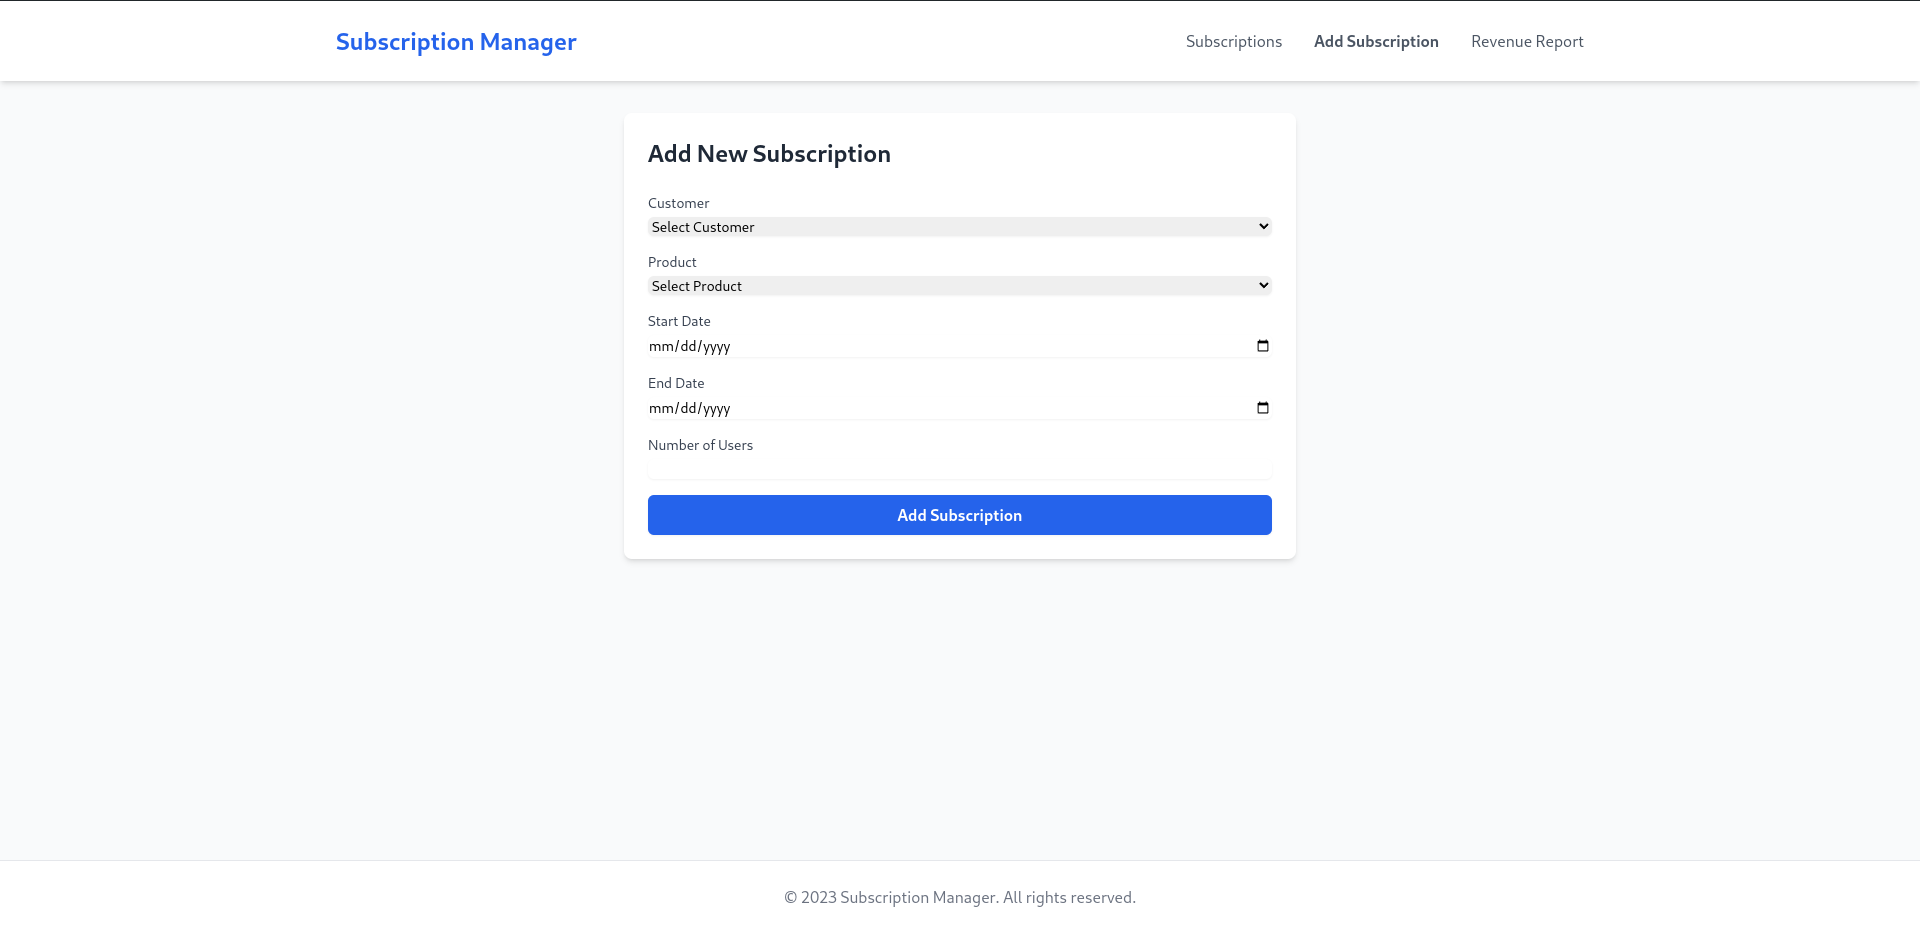 Subscription Manager
Subscriptions
Add Subscription
Revenue Report
Add New Subscription
Customer
Select Customer
Product
Select Product
Start Date
mm/dd/yyyy
End Date
mm/dd/yyyy
Number of Users
Add Subscription
© 2023 Subscription Manager. All rights reserved.